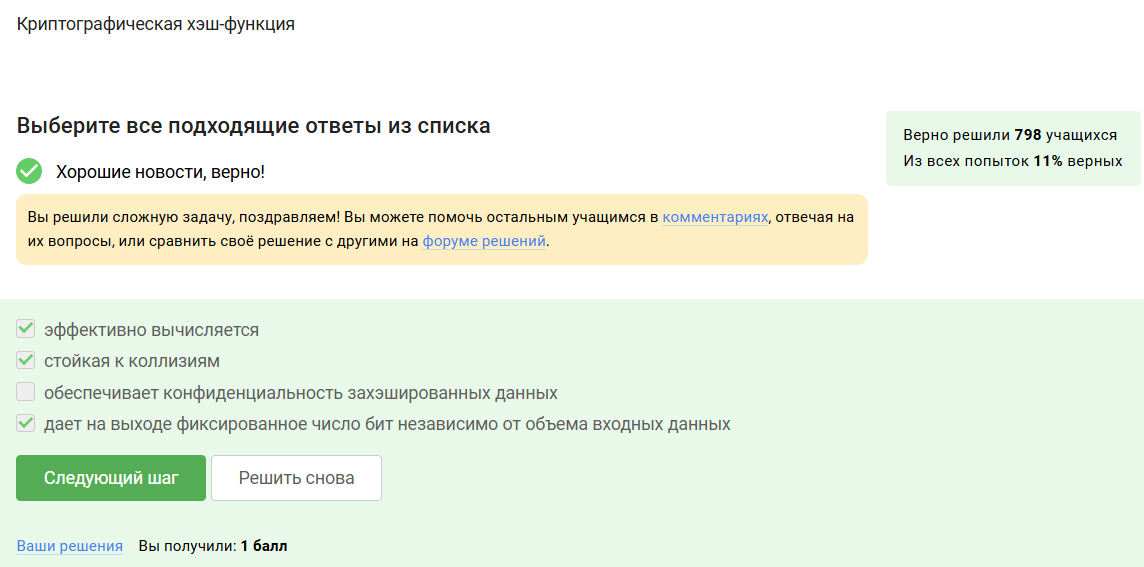 Криптографическая хэш-функция
Выберите все подходящие ответы из списка
Верно решили 798 учащихся
Из всех попыток 11% верных
Хорошие новости, верно!
Вы решили сложную задачу, поздравляем! Вы можете помочь остальным учащимся в комментариях, отвечая на
их вопросы, или сравнить своё решение с другими на форуме решений.
эффективно вычисляется
стойкая к коллизиям
обеспечивает конфиденциальность захэшированных данных
дает на выходе фиксированное число бит независимо от объема входных данных
Следующий шаг
Решить снова
Ваши решения
Вы получили: 1 балл